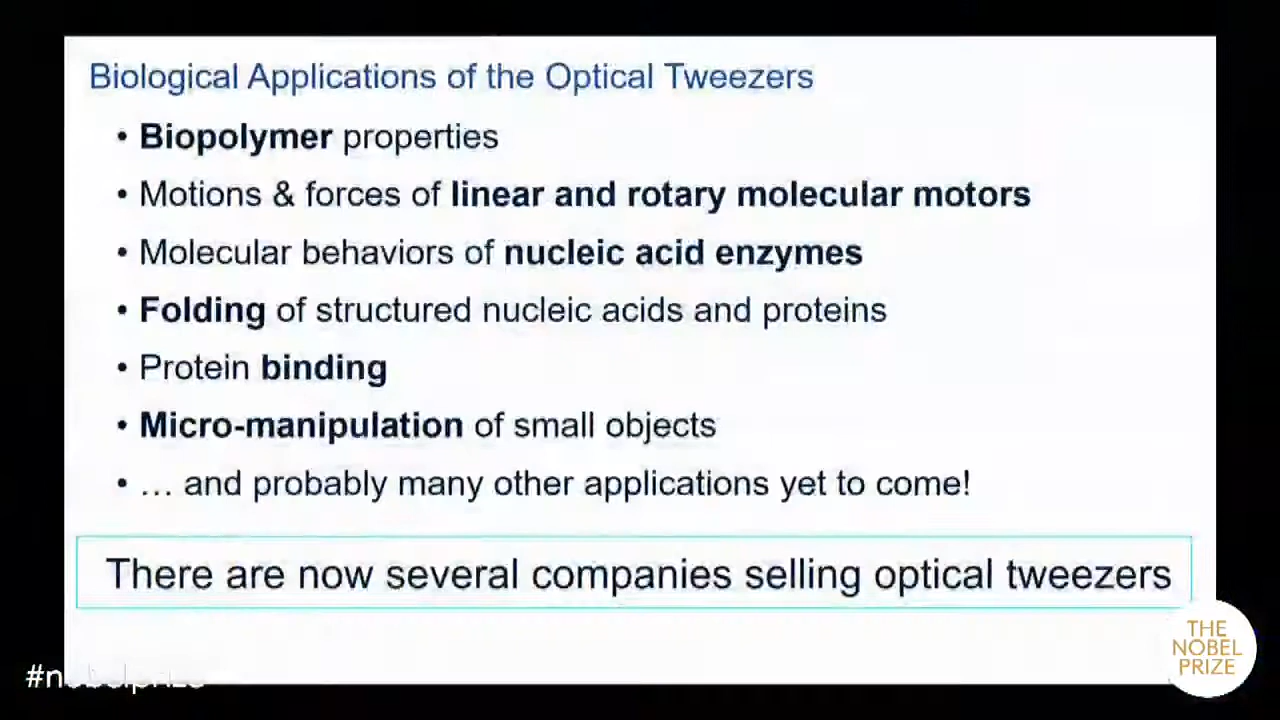 Biological Applications of the Optical Tweezers
• Biopolymer properties
• Motions & forces of linear and rotary molecular motors
• Molecular behaviors of nucleic acid enzymes
• Folding of structured nucleic acids and proteins
• Protein binding
• Micro-manipulation of small objects
• … and probably many other applications yet to come!
There are now several companies selling optical tweezers
THE
NOBEL
PRIZE
#nobelprize